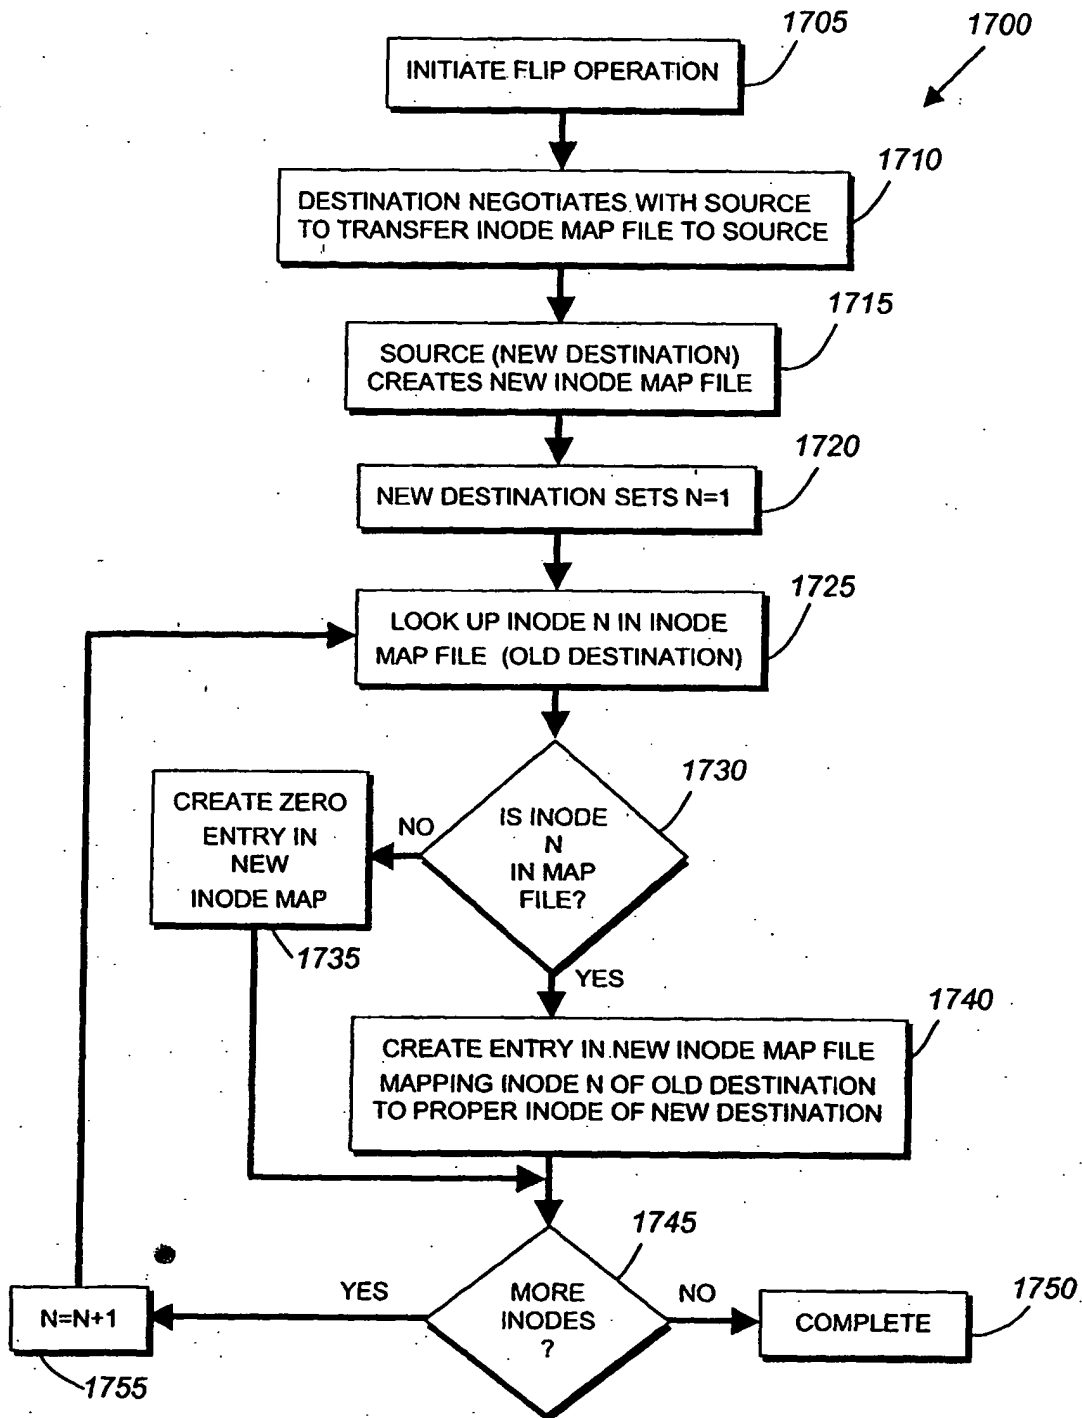 1705
1700
INITIATE FLIP OPERATION
1710
DESTINATION NEGOTIATES WITH SOURCE
TO TRANSFER INODE MAP FILE TO SOURCE
1715
SOURCE (NEW DESTINATION)
CREATES NEW INODE MAP FILE
1720
NEW DESTINATION SETS N=1
1725
LOOK UP INODE N IN INODE
MAP FILE (OLD DESTINATION)
1730
IS INODE
N
IN MAP
FILE?
NO
CREATE ZERO
ENTRY IN
NEW
INODE MAP
1735
YES
1740
CREATE ENTRY IN NEW INODE MAP FILE
MAPPING INODE N OF OLD DESTINATION
TO PROPER INODE OF NEW DESTINATION
1745
MORE
INODES
?
YES
NO
N=N+1
1755
COMPLETE
1750